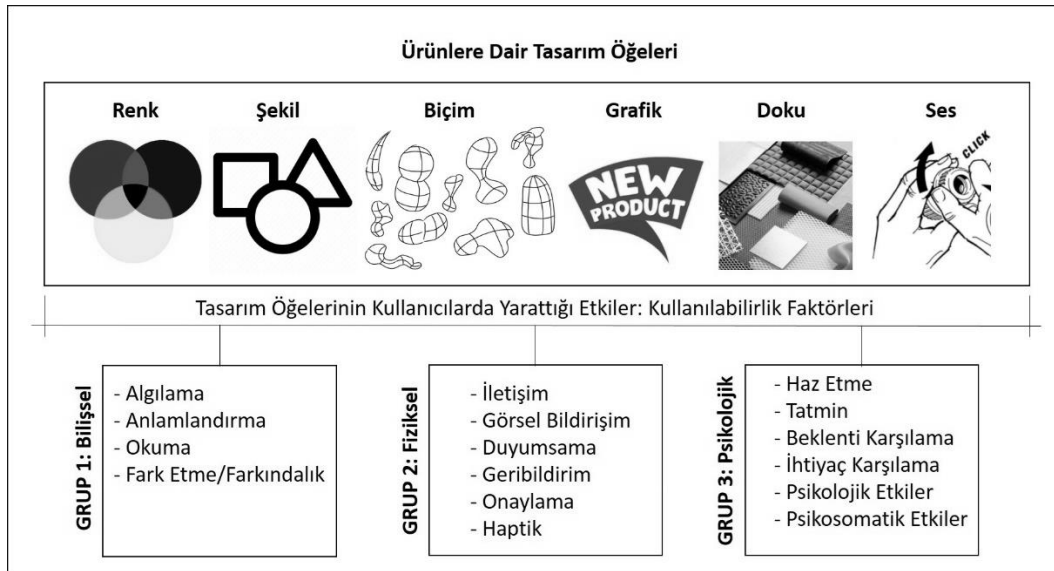 Ürünlere Dair Tasarım Öğeleri
Renk
Şekil
Biçim
Grafik
Doku
Ses
NEW
PRODUCT
CLICK
Tasarım Öğelerinin Kullanıcılarda Yarattığı Etkiler: Kullanılabilirlik Faktörleri
GRUP 1: Bilişsel
- Algılama
- Anlamlandırma
- Okuma
- Fark Etme/Farkındalık
GRUP 2: Fiziksel
- İletişim
- Görsel Bildirişim
- Duyumsama
- Geribildirim
- Onaylama
- Haptik
GRUP 3: Psikolojik
- Haz Etme
- Tatmin
- Beklenti Karşılama
- İhtiyaç Karşılama
- Psikolojik Etkiler
- Psikosomatik Etkiler